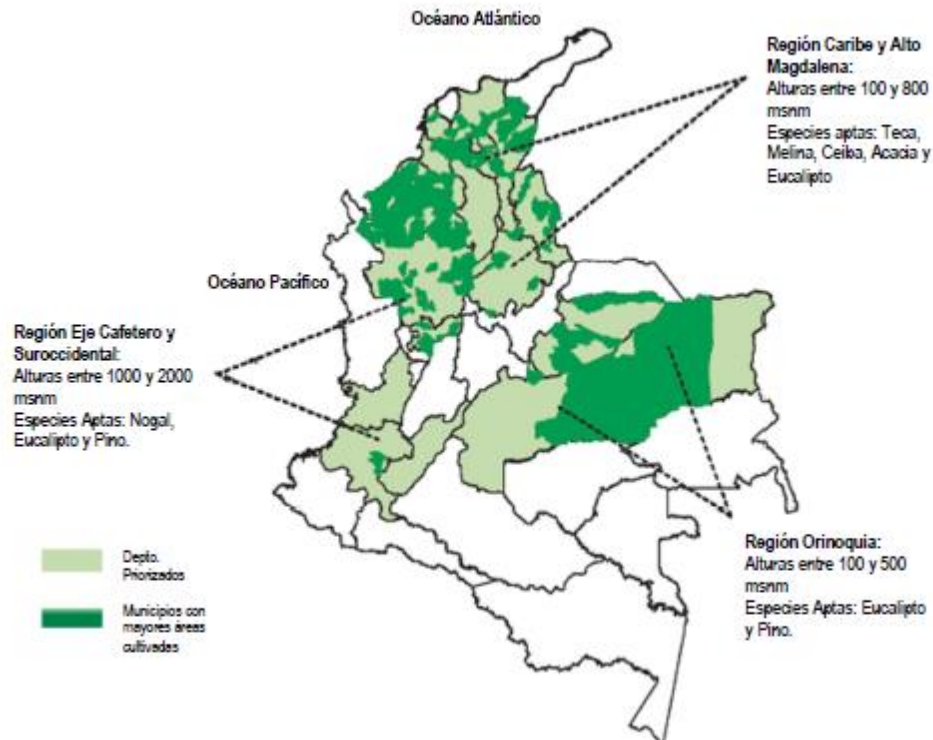 Océano Atlántico
Región Caribe y Alto
Magdalena:
Alturas entre 100 y 800
msnm
Especies aptas: Teca,
Melina, Ceiba, Acacia y
Eucalipto
Océano Pacífico
Región Eje Cafetero y
Suroccidental:
Alturas entre 1000 y 2000
msnm
Especies Aptas: Nogal,
Eucalipto y Pino.
Región Orinoquia:
Alturas entre 100 y 500
msnm
Especies Aptas: Eucalipto
y Pino.
Depto.
Priorizados
Municipios con
mayores áreas
cultivadas